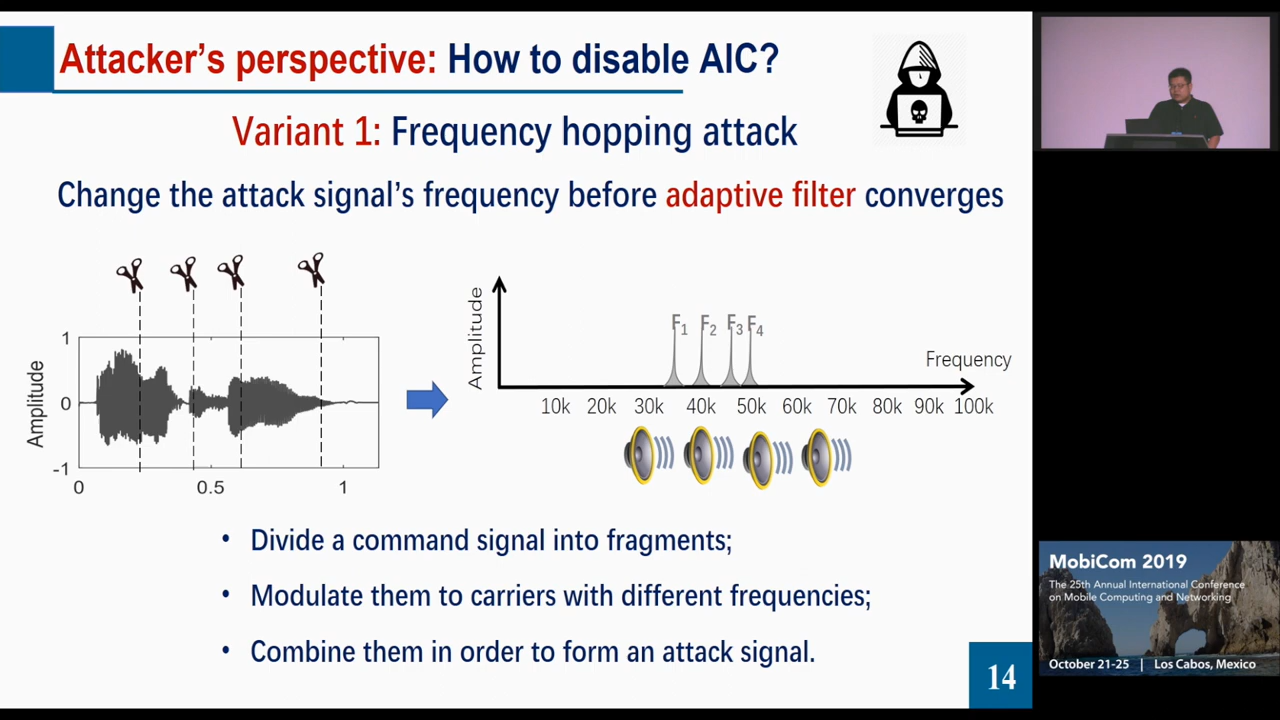 Attacker's perspective: How to disable AIC?
Variant 1: Frequency hopping attack
Change the attack signal's frequency before adaptive filter converges
Amplitude
1
0
-1
0
0.5
1
Amplitude
F1
F2
F3
F4
Frequency
10k 20k 30k 40k 50k 60k 70k 80k 90k 100k
• Divide a command signal into fragments;
• Modulate them to carriers with different frequencies;
• Combine them in order to form an attack signal.
14
MobiCom 2019
The 25th Annual International Conference
on Mobile Computing and Networking
October 21-25 | Los Cabos, Mexico